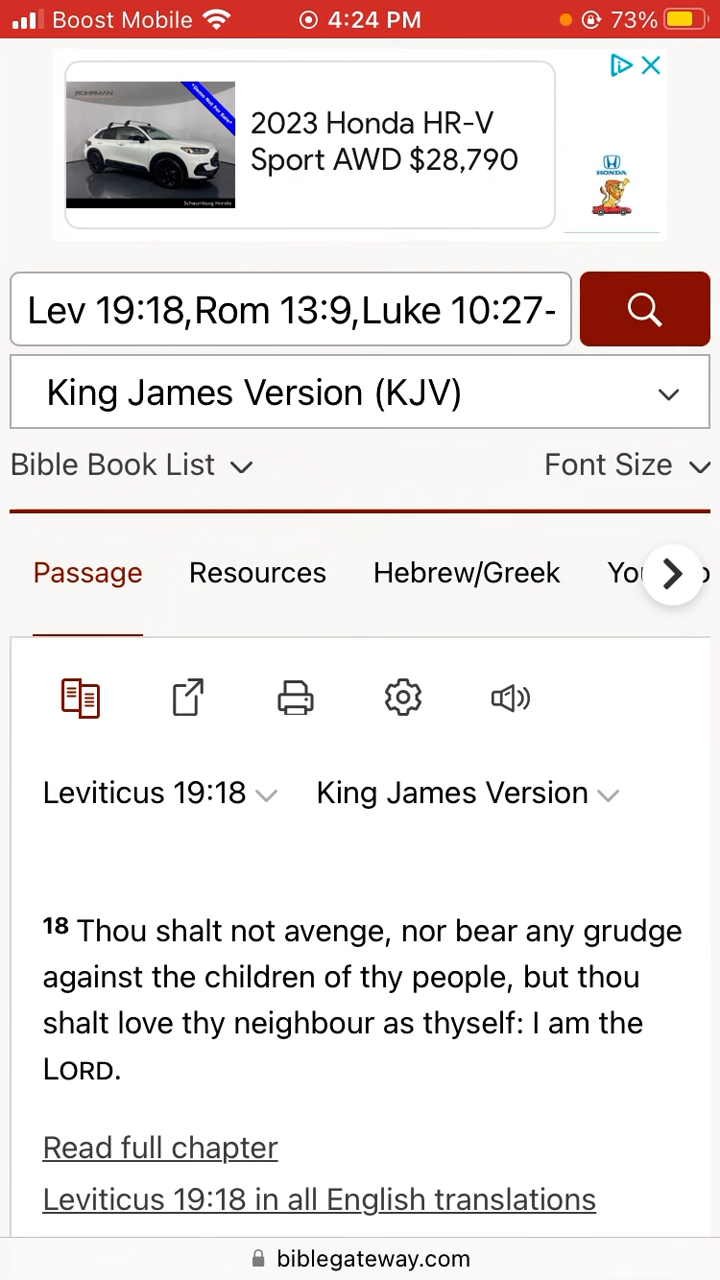 Boost Mobile 4:24 PM 73%
ROHRMAN
2023 Honda HR-V
Sport AWD $28,790
Schaumburg Honda
HONDA
Lev 19:18,Rom 13:9,Luke 10:27-
King James Version (KJV)
Bible Book List Font Size
Passage Resources Hebrew/Greek
Leviticus 19:18 King James Version
18 Thou shalt not avenge, nor bear any grudge
against the children of thy people, but thou
shalt love thy neighbour as thyself: I am the
LORD.
Read full chapter
Leviticus 19:18 in all English translations
biblegateway.com